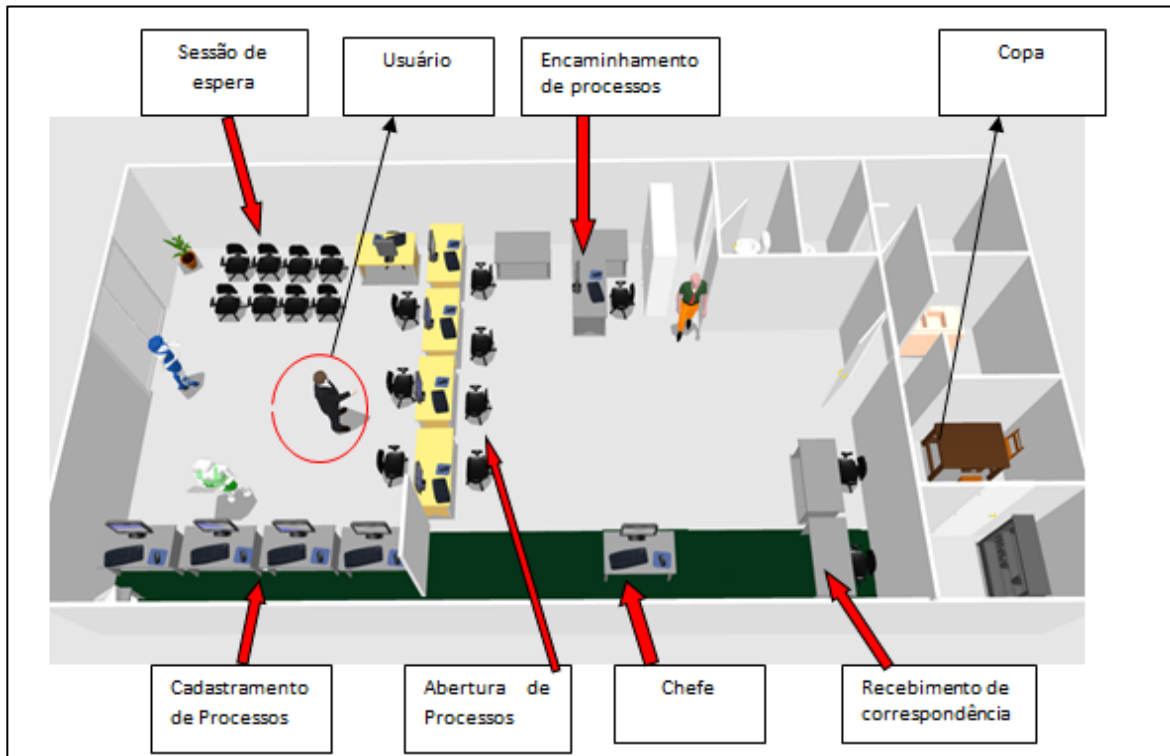 Sessão de
espera
Usuário
Encaminhamento
de processos
Copa
Cadastramento
de Processos
Abertura de
Processos
Chefe
Recebimento de
correspondência